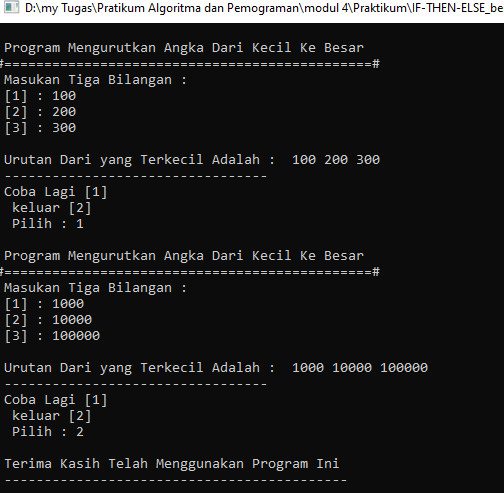 D:\my Tugas\Pratikum Algoritma dan Pemograman\modul 4\Praktikum\IF-THEN-ELSE_be
Program Mengurutkan Angka Dari Kecil Ke Besar
#==============================================#
Masukan Tiga Bilangan :
[1] : 100
[2] : 200
[3] : 300
Urutan Dari yang Terkecil Adalah :  100 200 300
---------------------------------
Coba Lagi [1]
keluar [2]
Pilih : 1
Program Mengurutkan Angka Dari Kecil Ke Besar
#==============================================#
Masukan Tiga Bilangan :
[1] : 1000
[2] : 10000
[3] : 100000
Urutan Dari yang Terkecil Adalah :  1000 10000 100000
---------------------------------
Coba Lagi [1]
keluar [2]
Pilih : 2
Terima Kasih Telah Menggunakan Program Ini
-------------------------------------------